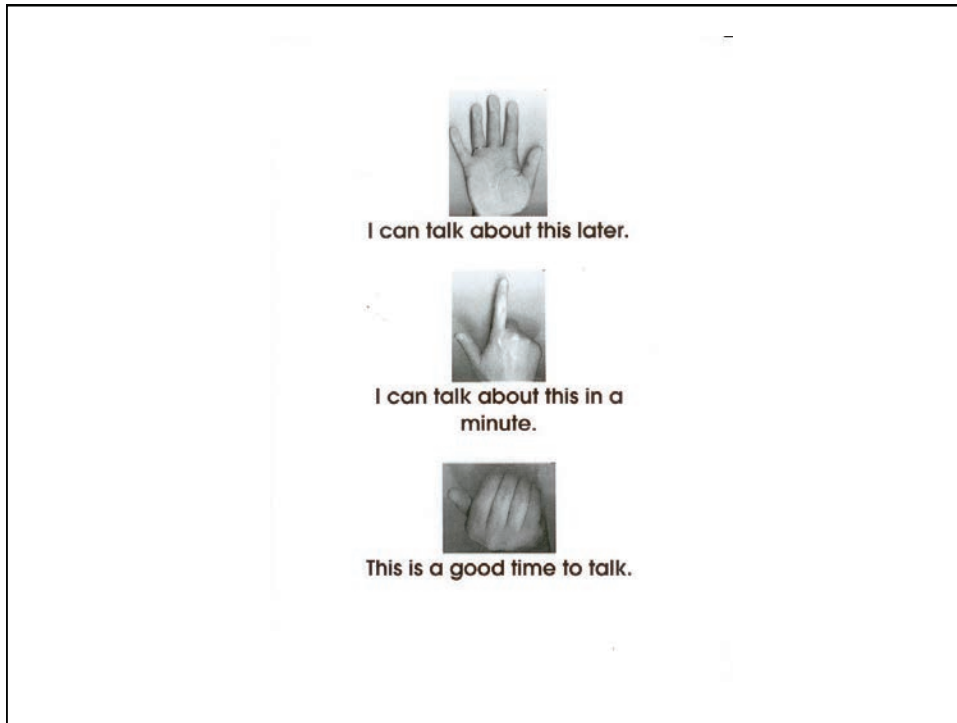 I can talk about this later.
I can talk about this in a
minute.
This is a good time to talk.